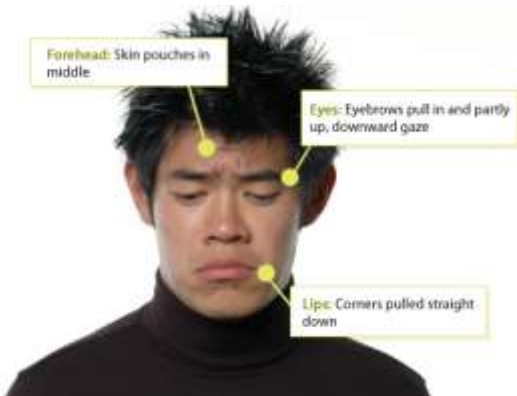 Forehead: Skin pouches in
middle
Eyes: Eyebrows pull in and partly
up, downward gaze
Lips: Corners pulled straight
down